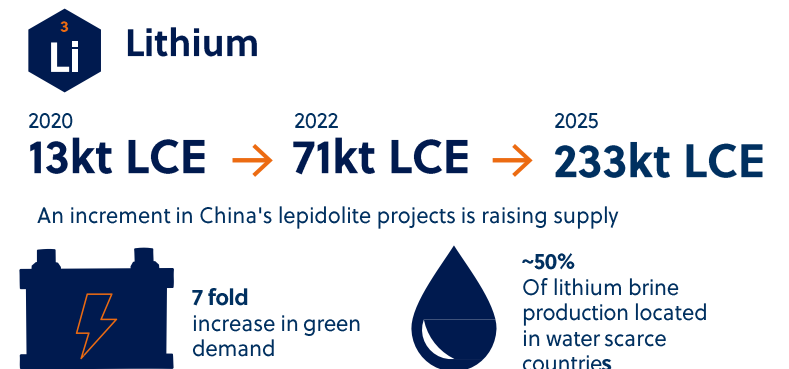 3
Li
Lithium
2020
13kt LCE
2022
71kt LCE
2025
233kt LCE
An increment in China's lepidolite projects is raising supply
7 fold
increase in green
demand
~50%
Of lithium brine
production located
in water scarce
countries